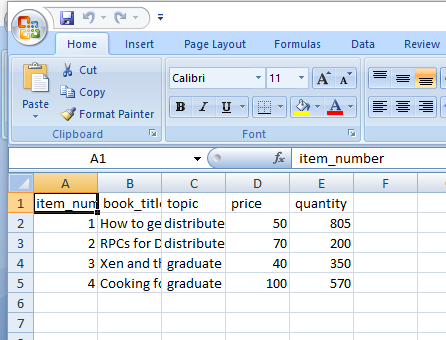 Home Insert Page Layout Formulas Data Review
Cut
Copy
Format Painter
Paste
Clipboard
Calibri 11 A A
B I U A
Font
A1 fx item_number
A B C D E F
1 item_num book_title topic price quantity
2 1 How to ge distribute 50 805
3 2 RPCs for D distribute 70 200
4 3 Xen and th graduate 40 350
5 4 Cooking fo graduate 100 570
6
7
8